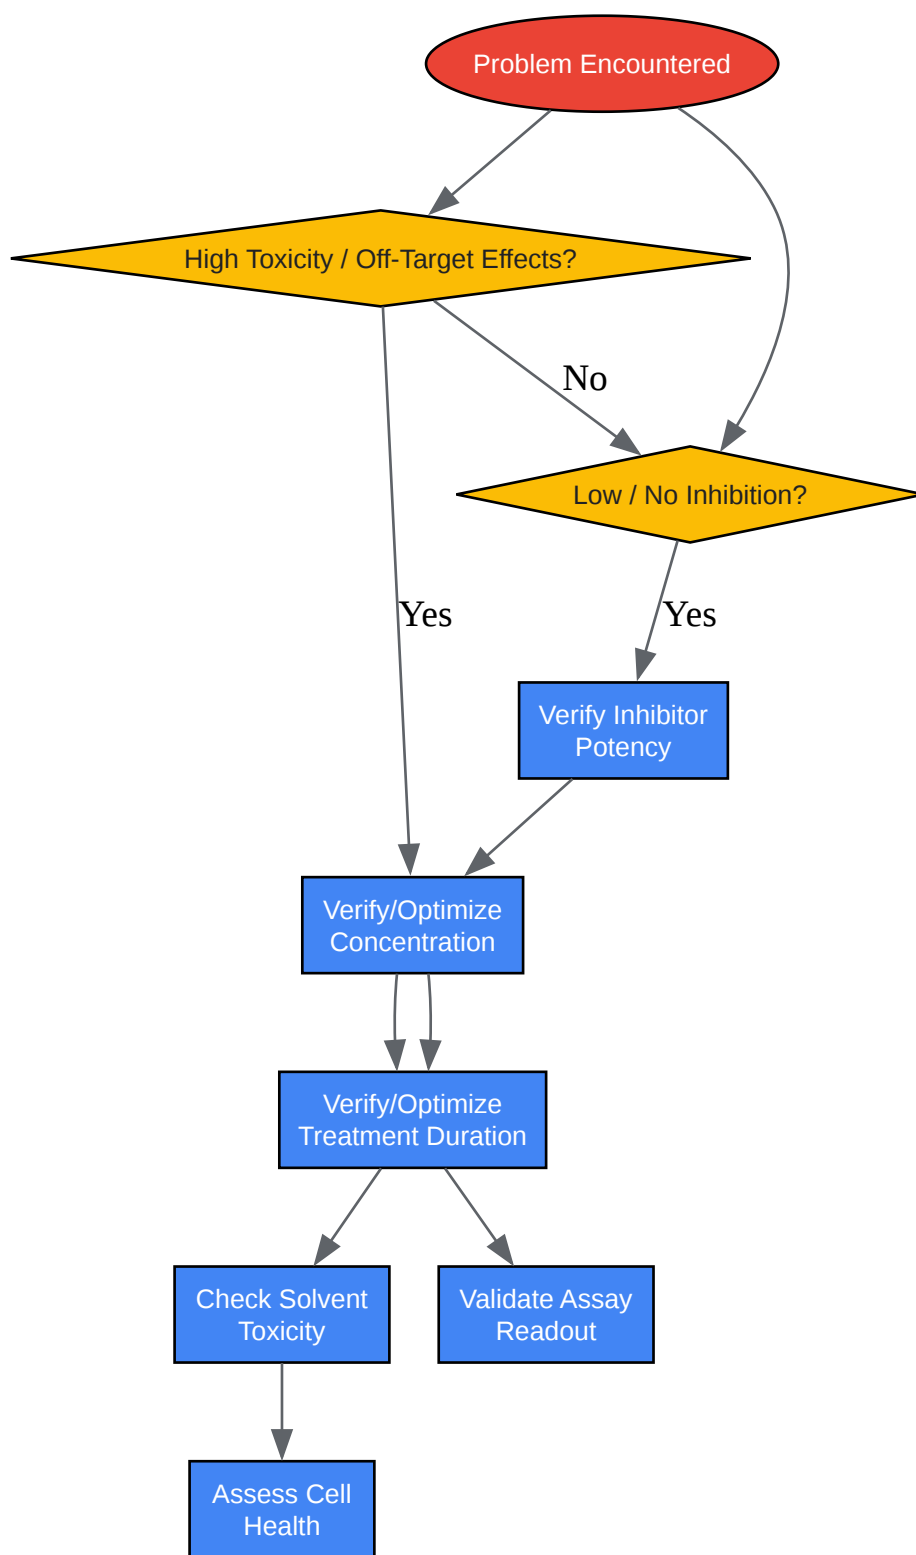 Problem Encountered
High Toxicity / Off-Target Effects?
No
Low / No Inhibition?
Yes
Yes
Verify Inhibitor
Potency
Verify/Optimize
Concentration
Verify/Optimize
Treatment Duration
Check Solvent
Toxicity
Validate Assay
Readout
Assess Cell
Health